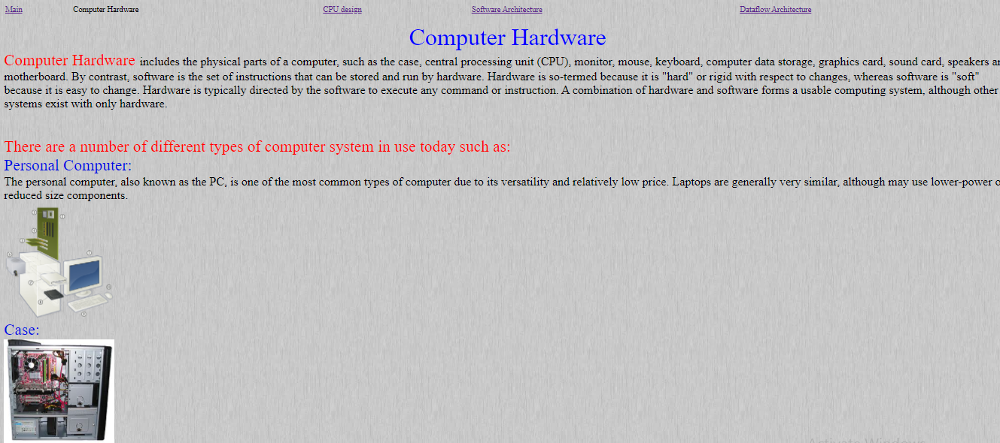 Main Computer Hardware CPU design Software Architecture Dataflow Architecture
Computer Hardware
Computer Hardware includes the physical parts of a computer, such as the case, central processing unit (CPU), monitor, mouse, keyboard, computer data storage, graphics card, sound card, speakers
motherboard. By contrast, software is the set of instructions that can be stored and run by hardware. Hardware is so-termed because it is "hard" or rigid with respect to changes, whereas software is "soft"
because it is easy to change. Hardware is typically directed by the software to execute any command or instruction. A combination of hardware and software forms a usable computing system, although other
systems exist with only hardware.
There are a number of different types of computer system in use today such as:
Personal Computer:
The personal computer, also known as the PC, is one of the most common types of computer due to its versatility and relatively low price. Laptops are generally very similar, although may use lower-power
reduced size components.
Case:
Activate Windows